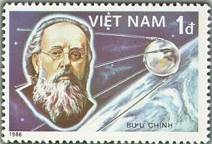 VIỆT NAM 1đ
BƯU CHÍNH
1986